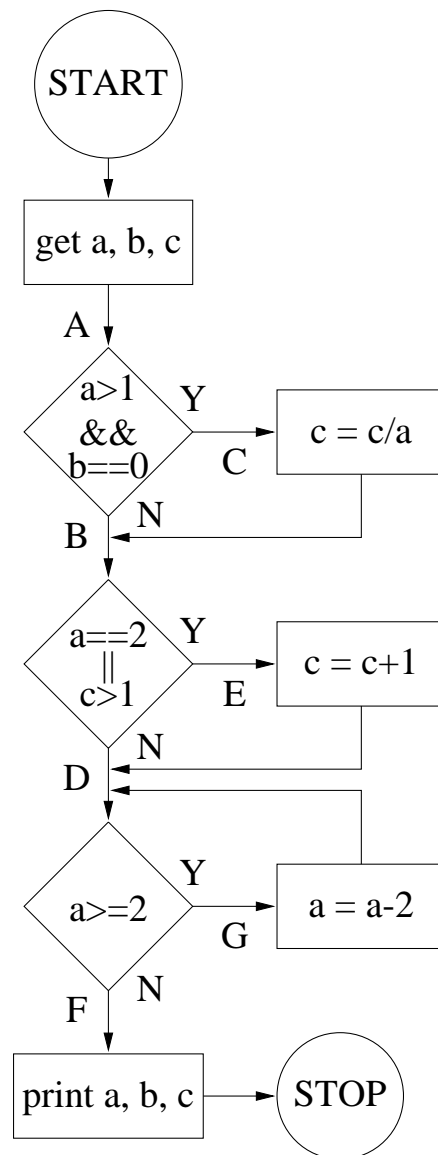 START
get a, b, c
A
a>1
&&
b==0
Y
C
c = c/a
N
B
a==2
||
c>1
Y
E
c = c+1
N
D
a>=2
Y
G
a = a-2
N
F
print a, b, c
STOP